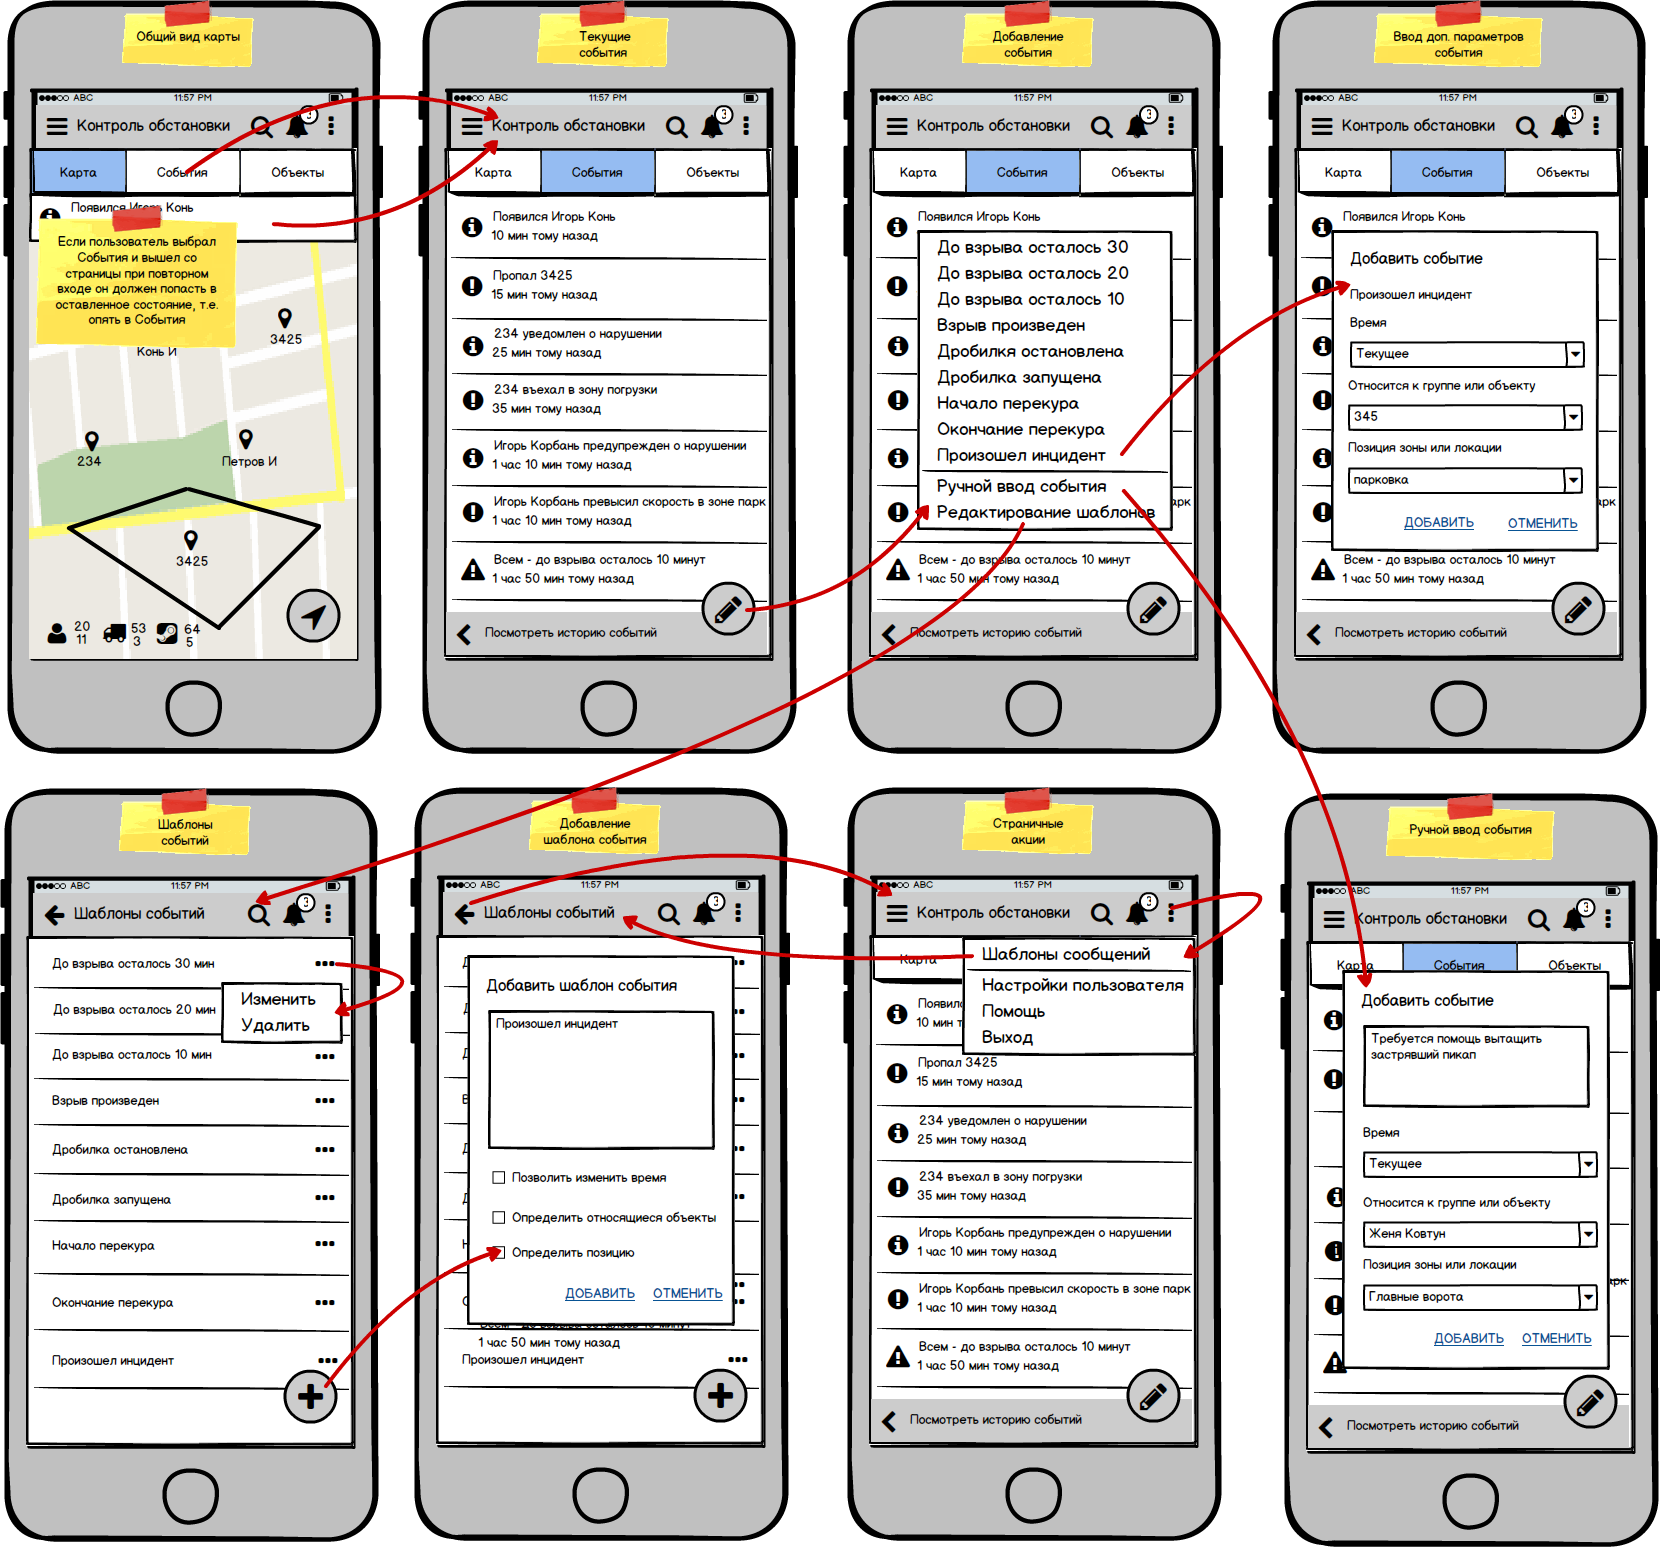 Общий вид карты
ABC
11:57 PM
Контроль обстановки
3
Карта
События
Объекты
Появился Игорь Конь
Если пользователь выбрал
События и вышел со
страницы при повторном
входе он должен попасть в
оставленное состояние, т.е.
опять в События
3425
Конь И
234
Петров И
3425
20
11
53
3
64
5
Текущие
события
ABC
11:57 PM
Контроль обстановки
3
Карта
События
Объекты
Появился Игорь Конь
10 мин тому назад
Пропал 3425
15 мин тому назад
234 уведомлен о нарушении
25 мин тому назад
234 въехал в зону погрузки
35 мин тому назад
Игорь Корбань предупрежден о нарушении
1 час 10 мин тому назад
Игорь Корбань превысил скорость в зоне парк
1 час 10 мин тому назад
Всем - до взрыва осталось 10 минут
1 час 50 мин тому назад
Посмотреть историю событий
Добавление
события
ABC
11:57 PM
Контроль обстановки
3
Карта
События
Объекты
Появился Игорь Конь
До взрыва осталось 30
До взрыва осталось 20
До взрыва осталось 10
Взрыв произведен
Дробилкя остановлена
Дробилка запущена
Начало перекура
Окончание перекура
Произошел инцидент
Ручной ввод события
Редактирование шаблонов
парк
Всем - до взрыва осталось 10 минут
1 час 50 мин тому назад
Посмотреть историю событий
Ввод доп. параметров
события
ABC
11:57 PM
Контроль обстановки
3
Карта
События
Объекты
Появился Игорь Конь
Добавить событие
Произошел инцидент
Время
Текущее
Относится к группе или объекту
345
Позиция зоны или локации
парковка
ДОБАВИТЬ ОТМЕНИТЬ
парк
Всем - до взрыва осталось 10 минут
1 час 50 мин тому назад
Посмотреть историю событий
Шаблоны
событий
ABC
11:57 PM
Шаблоны событий
3
До взрыва осталось 30 мин
Изменить
Удалить
До взрыва осталось 20 мин
До взрыва осталось 10 мин
Взрыв произведен
Дробилка остановлена
Дробилка запущена
Начало перекура
Окончание перекура
Произошел инцидент
Добавление
шаблона события
ABC
11:57 PM
Шаблоны событий
3
Добавить шаблон события
Произошел инцидент
Позволить изменить время
Определить относящиеся объекты
Определить позицию
ДОБАВИТЬ ОТМЕНИТЬ
1 час 50 мин тому назад
Произошел инцидент
Страничные
акции
ABC
11:57 PM
Контроль обстановки
3
Карта
Шаблоны сообщений
Настройки пользователя
Помощь
Выход
10 мин т
Пропал 3425
15 мин тому назад
234 уведомлен о нарушении
25 мин тому назад
234 въехал в зону погрузки
35 мин тому назад
Игорь Корбань предупрежден о нарушении
1 час 10 мин тому назад
Игорь Корбань превысил скорость в зоне парк
1 час 10 мин тому назад
Всем - до взрыва осталось 10 минут
1 час 50 мин тому назад
Посмотреть историю событий
Ручной ввод события
ABC
11:57 PM
Контроль обстановки
3
Карта
События
Объекты
Добавить событие
Требуется помощь вытащить
застрявший пикап
Время
Текущее
Относится к группе или объекту
Женя Ковтун
Позиция зоны или локации
Главные ворота
ДОБАВИТЬ ОТМЕНИТЬ
Посмотреть историю событий